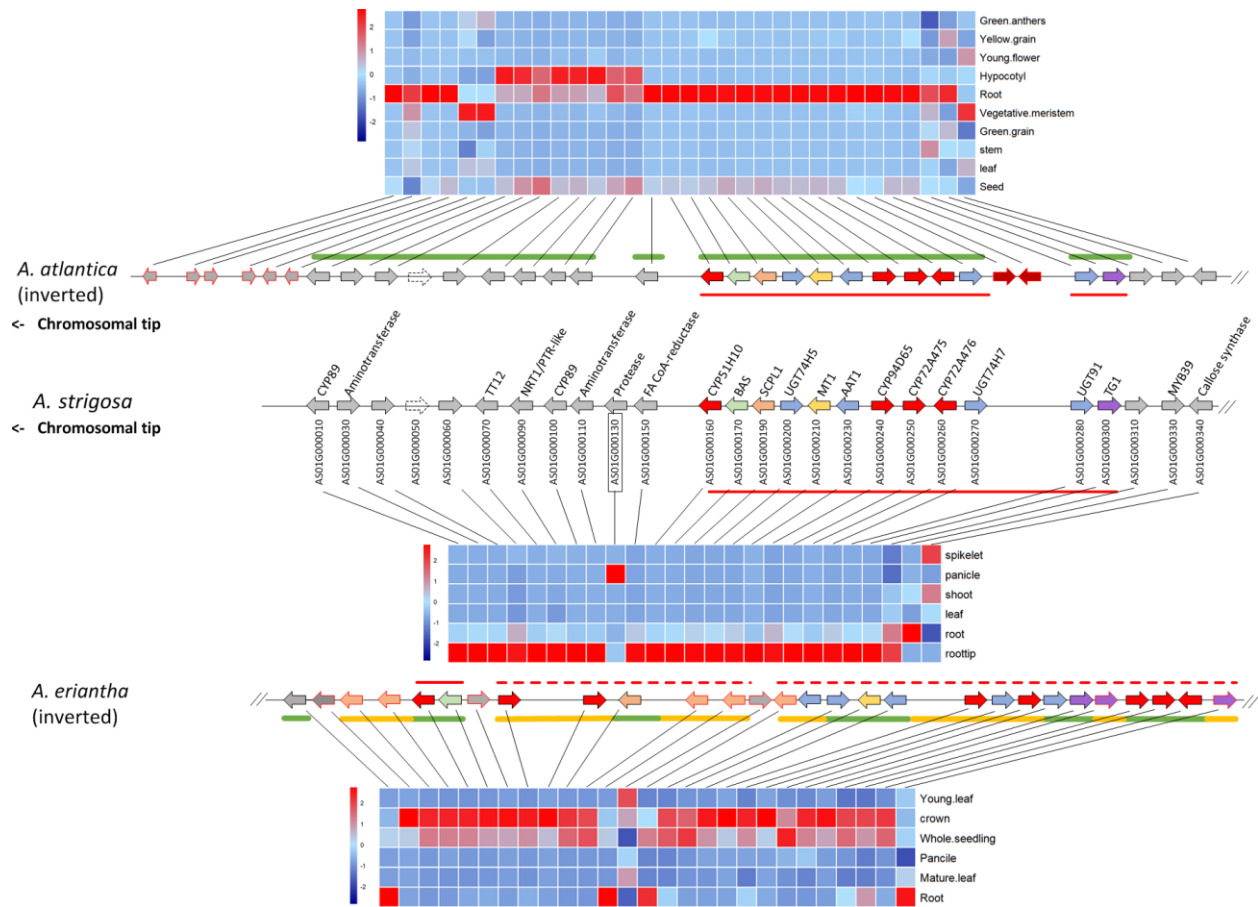 2
1
0
-1
-2
Green.anthers
Yellow.grain
Young.flower
Hypocotyl
Root
Vegetative.meristem
Green.grain
stem
leaf
Seed
A. atlantica
(inverted)
//
<- Chromosomal tip
CYP89
Aminotransferase
TT12
NRT1/PTR-like
CYP89
Aminotransferase
Protease
FA CoA-reductase
CYP51H10
BAS
SCPL1
UGT74H5
MT1
AAT1
CYP94D65
CYP72A475
CYP72A476
UGT74H7
UGT91
TG1
MYB39
Callose synthase
A. strigosa
//
<- Chromosomal tip
AS01G000010
AS01G000030
AS01G000040
AS01G000050
AS01G000060
AS01G000070
AS01G000090
AS01G000100
AS01G000110
AS01G000130
AS01G000150
AS01G000160
AS01G000170
AS01G000190
AS01G000200
AS01G000210
AS01G000230
AS01G000240
AS01G000250
AS01G000260
AS01G000270
AS01G000280
AS01G000300
AS01G000310
AS01G000330
AS01G000340
2
1
0
-1
-2
spikelet
panicle
shoot
leaf
root
roottip
A. eriantha
(inverted)
//
//
2
1
0
-1
-2
Young.leaf
crown
Whole.seedling
Pancile
Mature.leaf
Root